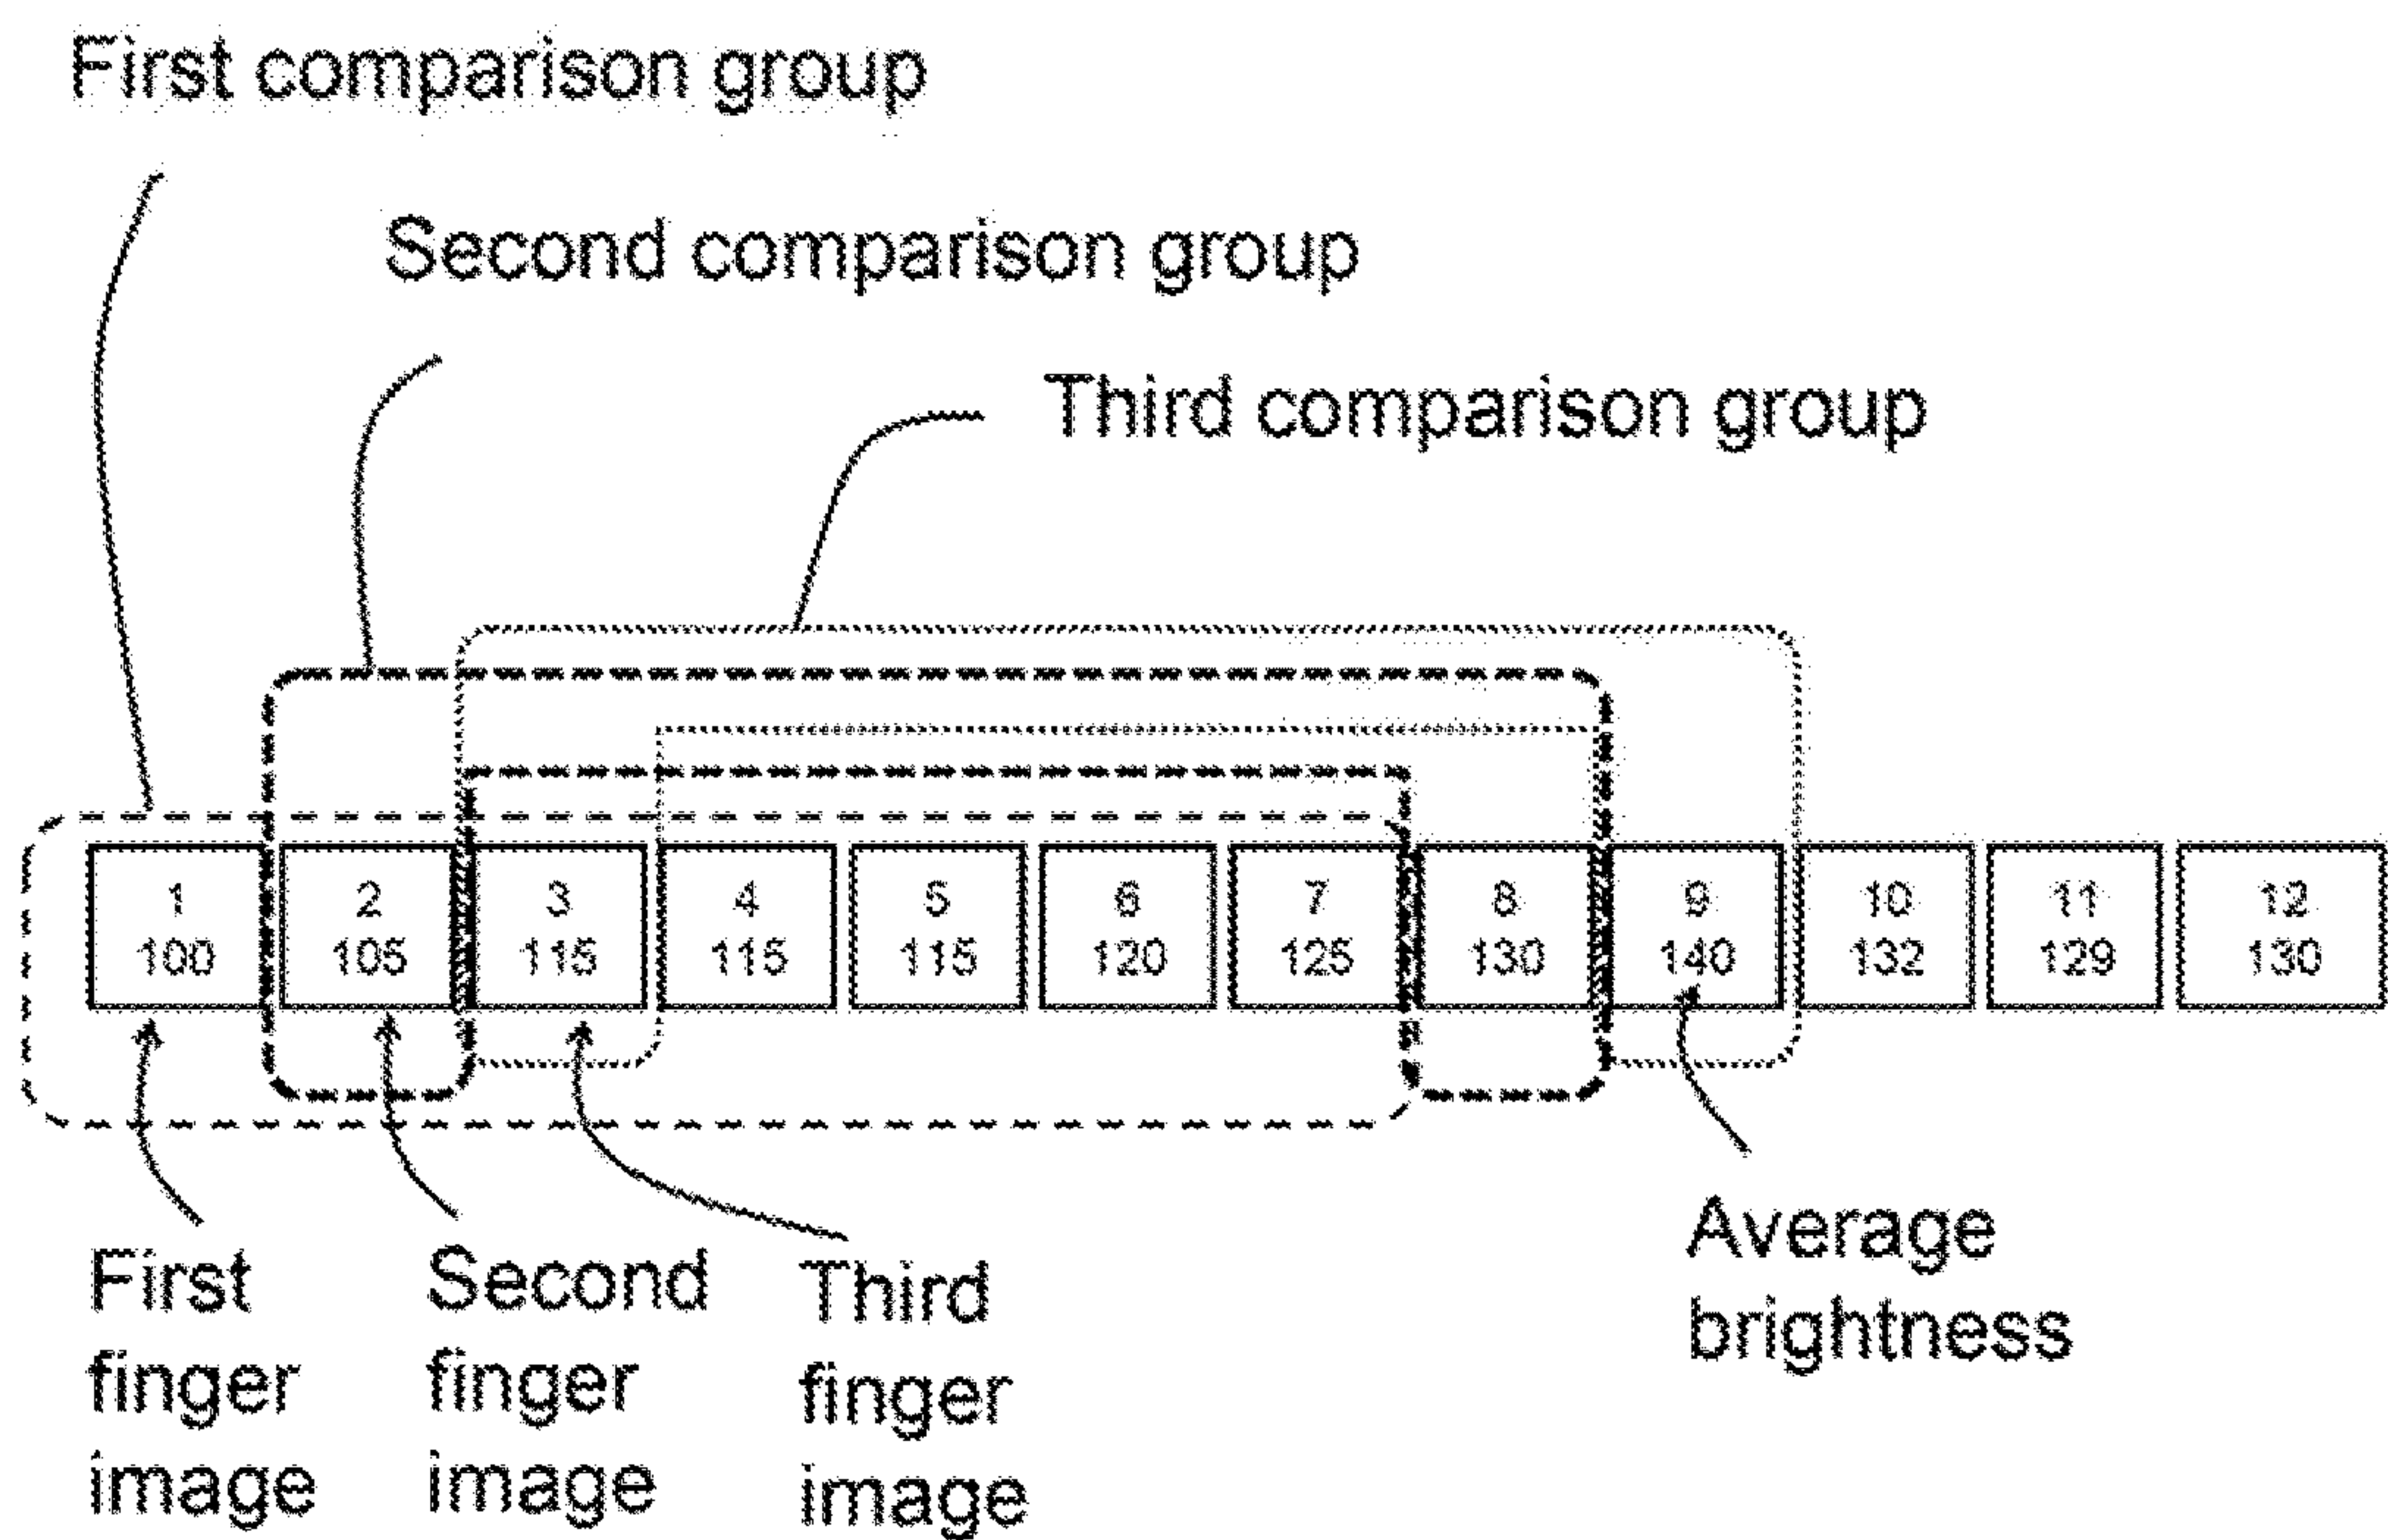 First comparison group
Second comparison group
Third comparison group
1 2 3 4 5 6 7 8 9 10 11 12
100 105 115 115 115 120 125 130 140 132 129 130
First
finger
image
Second
finger
image
Third
finger
image
Average
brightness